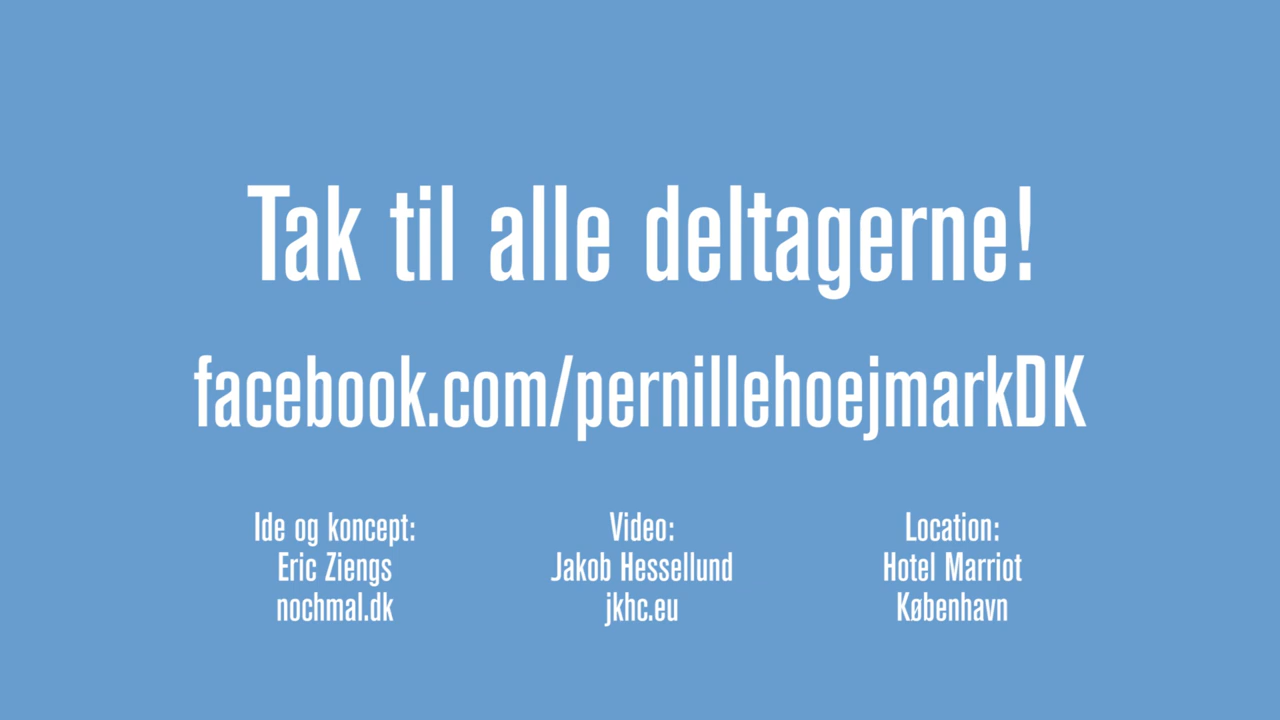 Tak til alle deltagerne!
facebook.com/pernillehoejmarkDK
Ide og koncept:
Eric Ziengs
nochmal.dk
Video:
Jakob Hessellund
jkhc.eu
Location:
Hotel Marriot
København